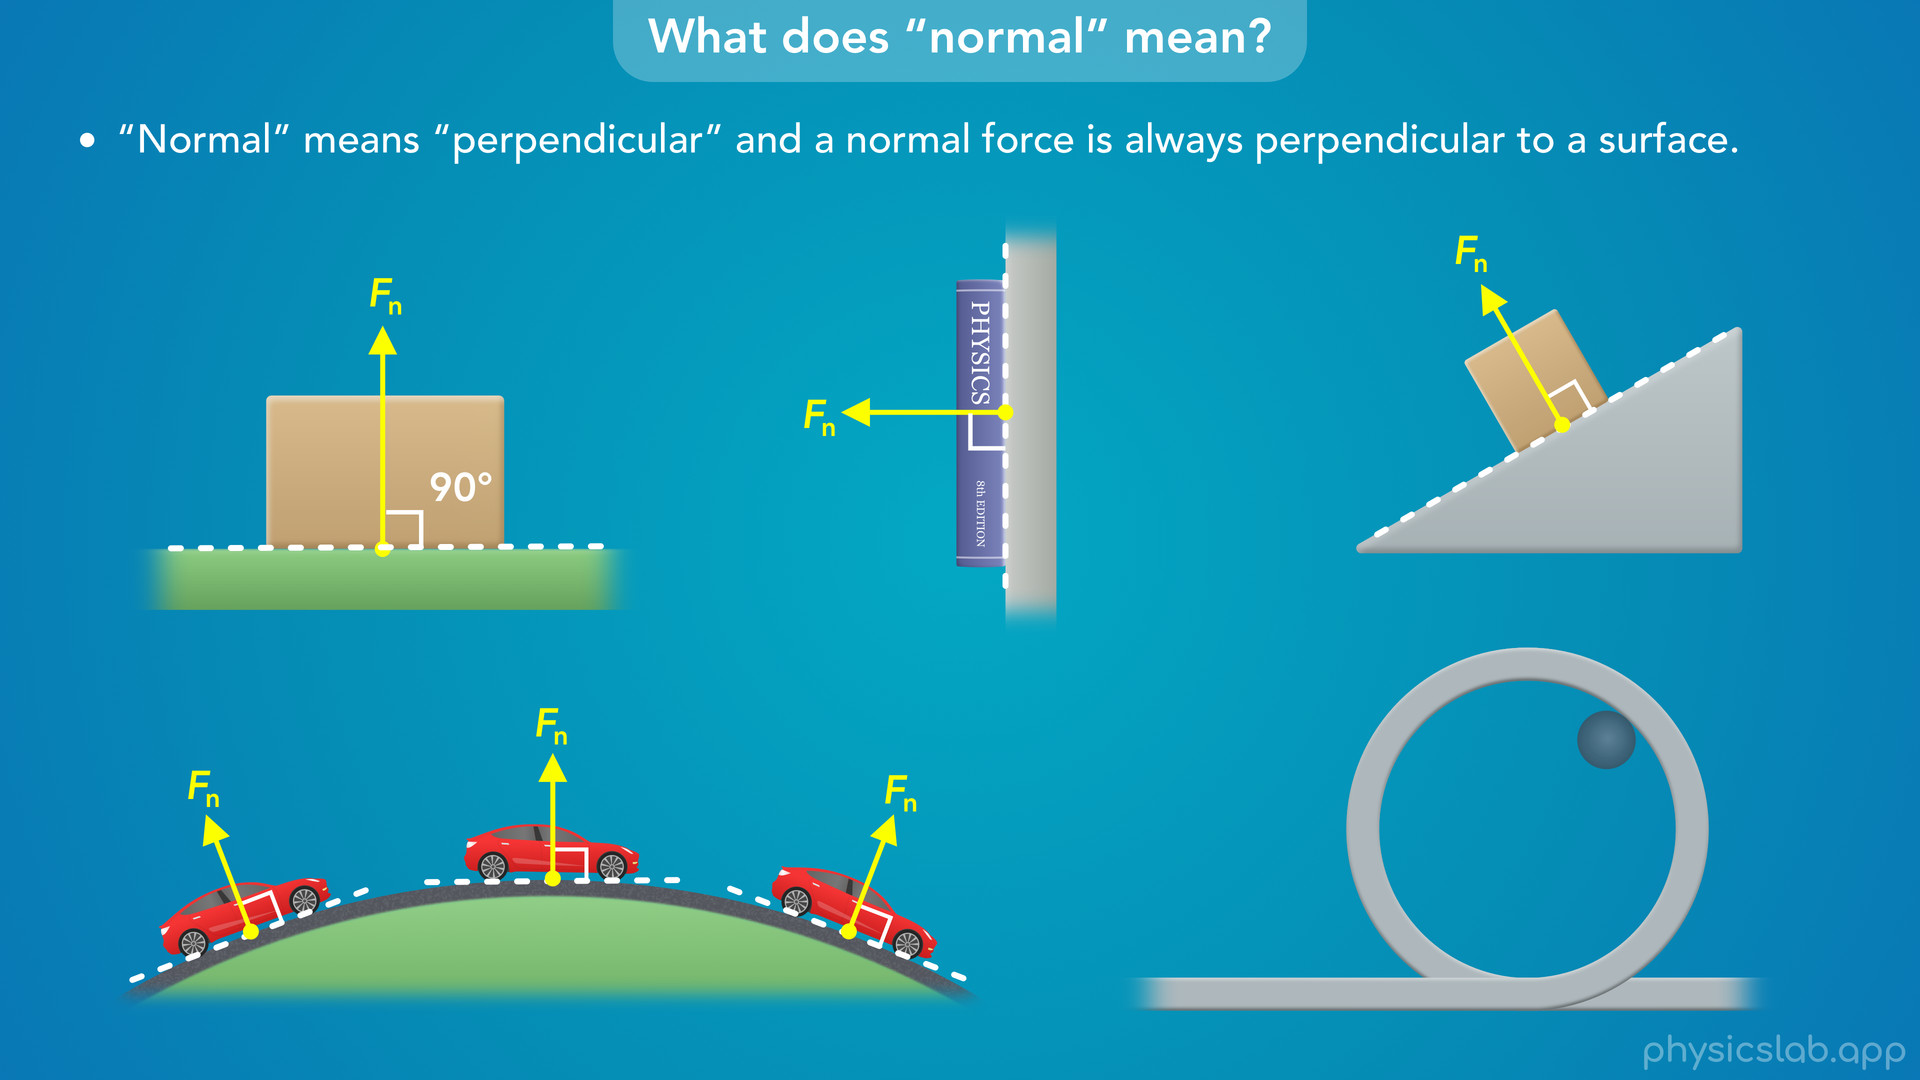 What does “normal” mean?
• “Normal” means “perpendicular” and a normal force is always perpendicular to a surface.
Fn
90°
Fn
PHYSICS
8th EDITION
Fn
Fn
Fn
Fn
physicslab.app